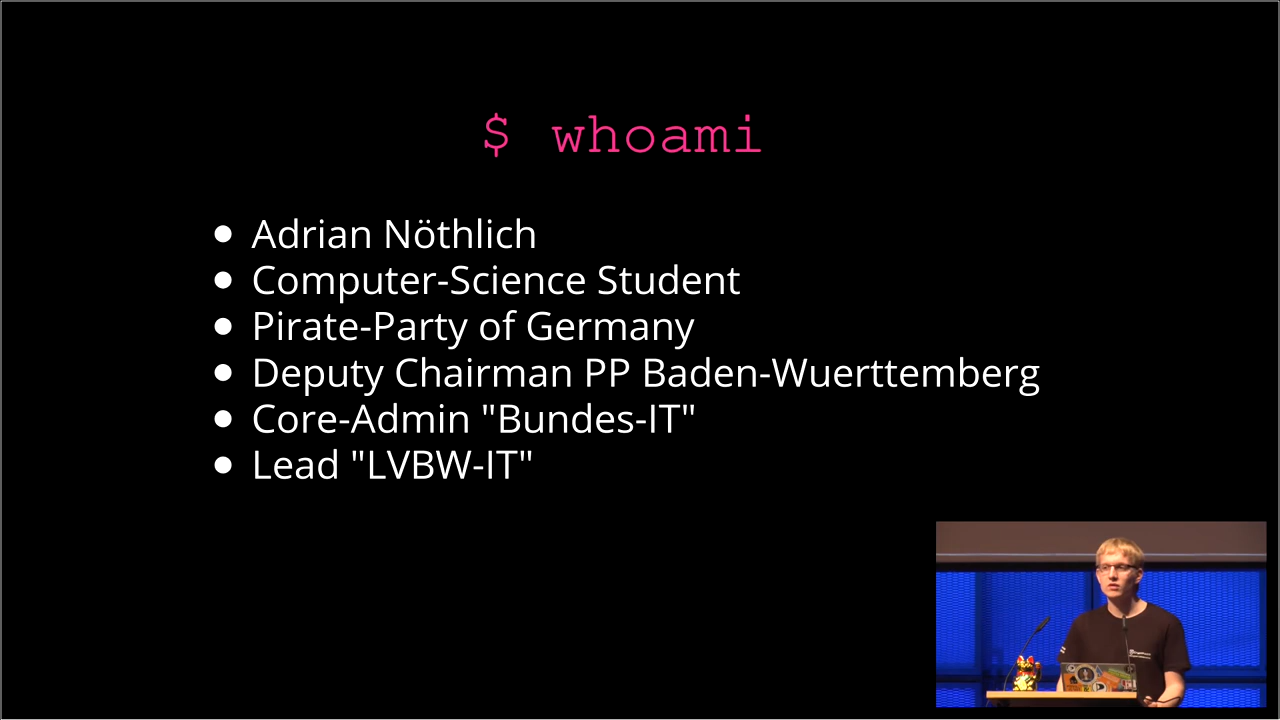 $ whoami
Adrian Nöthlich
Computer-Science Student
Pirate-Party of Germany
Deputy Chairman PP Baden-Wuerttemberg
Core-Admin "Bundes-IT"
Lead "LVBW-IT"